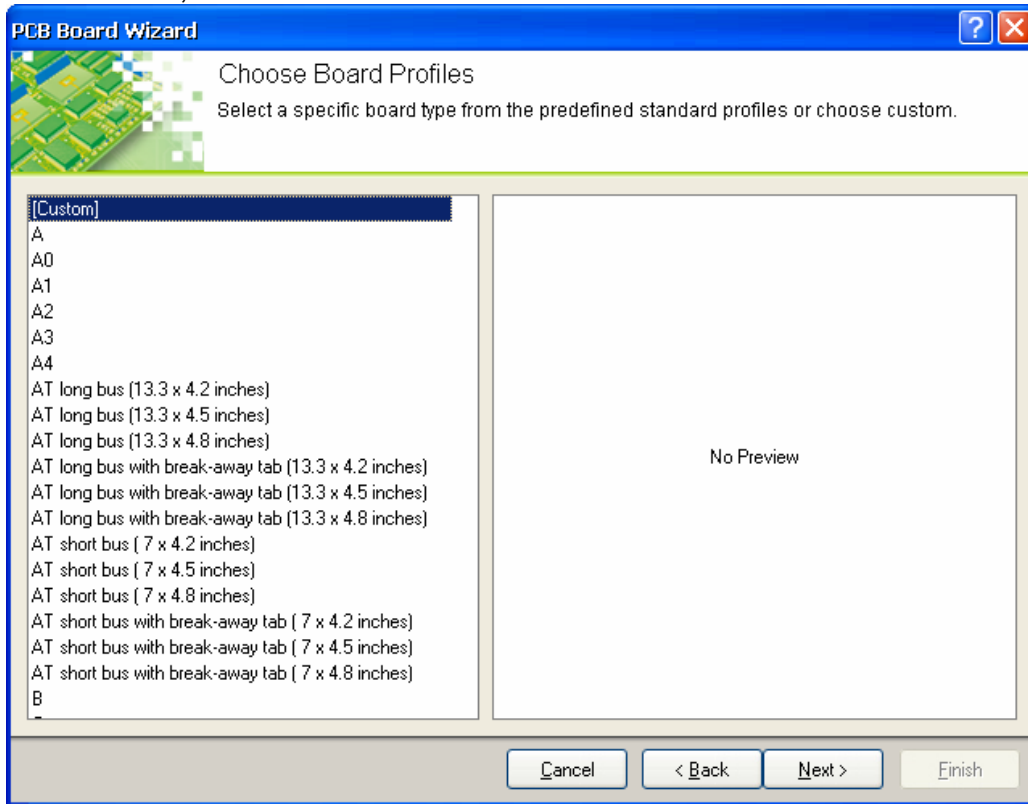 PCB Board Wizard
Choose Board Profiles
Select a specific board type from the predefined standard profiles or choose custom.
[Custom]
A
A0
A1
A2
A3
A4
AT long bus (13.3 x 4.2 inches)
AT long bus (13.3 x 4.5 inches)
AT long bus (13.3 x 4.8 inches)
AT long bus with break-away tab (13.3 x 4.2 inches)
AT long bus with break-away tab (13.3 x 4.5 inches)
AT long bus with break-away tab (13.3 x 4.8 inches)
AT short bus ( 7 x 4.2 inches)
AT short bus ( 7 x 4.5 inches)
AT short bus ( 7 x 4.8 inches)
AT short bus with break-away tab ( 7 x 4.2 inches)
AT short bus with break-away tab ( 7 x 4.5 inches)
AT short bus with break-away tab ( 7 x 4.8 inches)
B
No Preview
Cancel
< Back
Next >
Finish